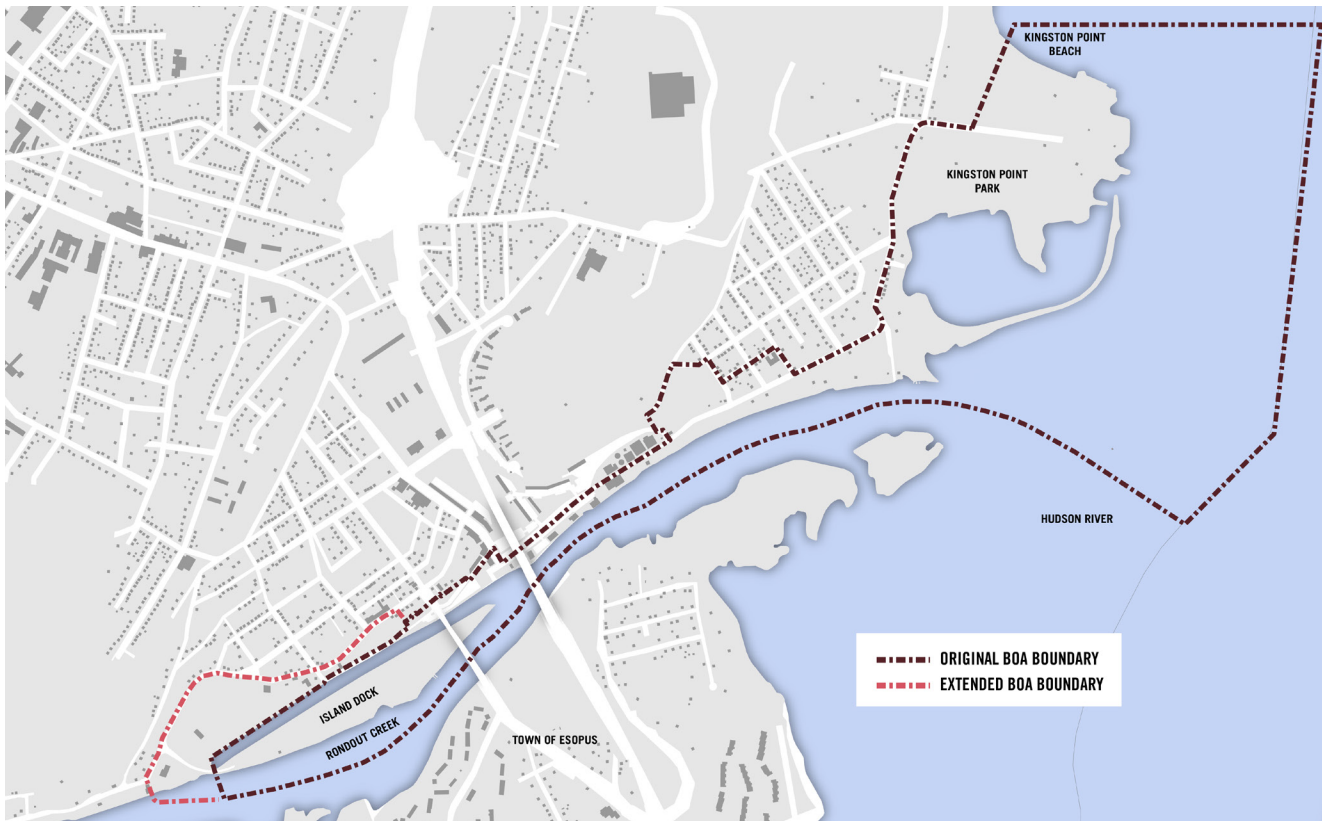 KINGSTON POINT
BEACH
KINGSTON POINT
PARK
HUDSON RIVER
ORIGINAL BOA BOUNDARY
EXTENDED BOA BOUNDARY
ISLAND DOCK
RONDOUT CREEK
TOWN OF ESOPUS